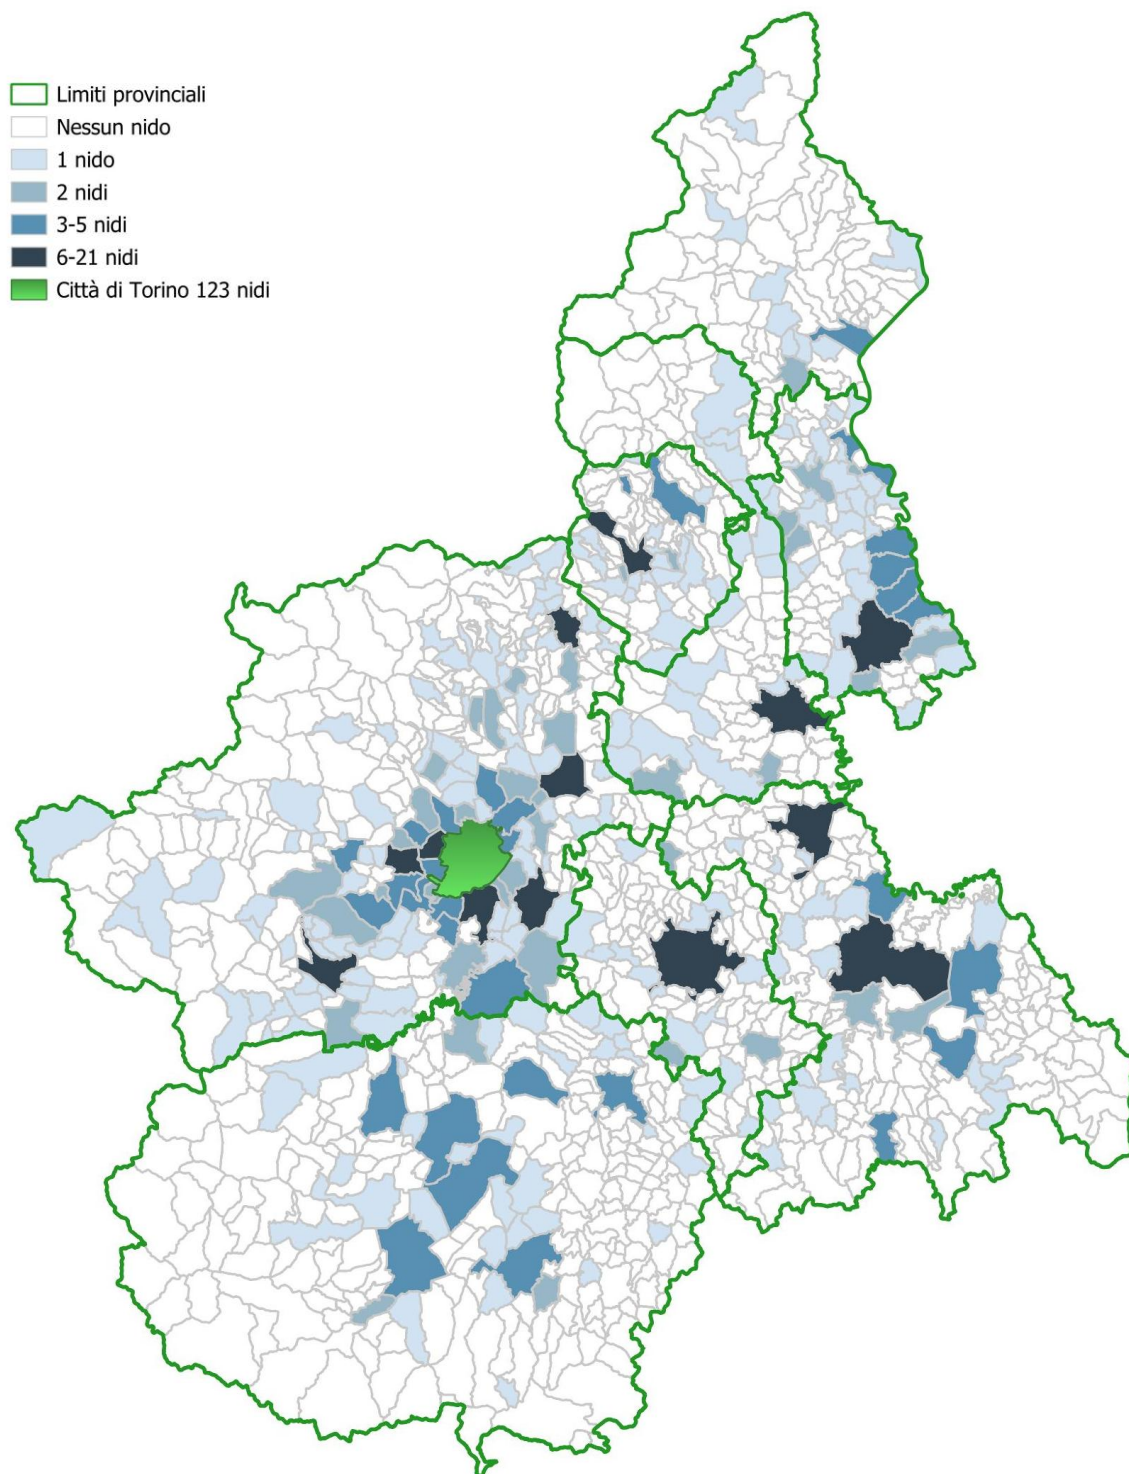 Limiti provinciali
Nessun nido
1 nido
2 nidi
3-5 nidi
6-21 nidi
Città di Torino 123 nidi